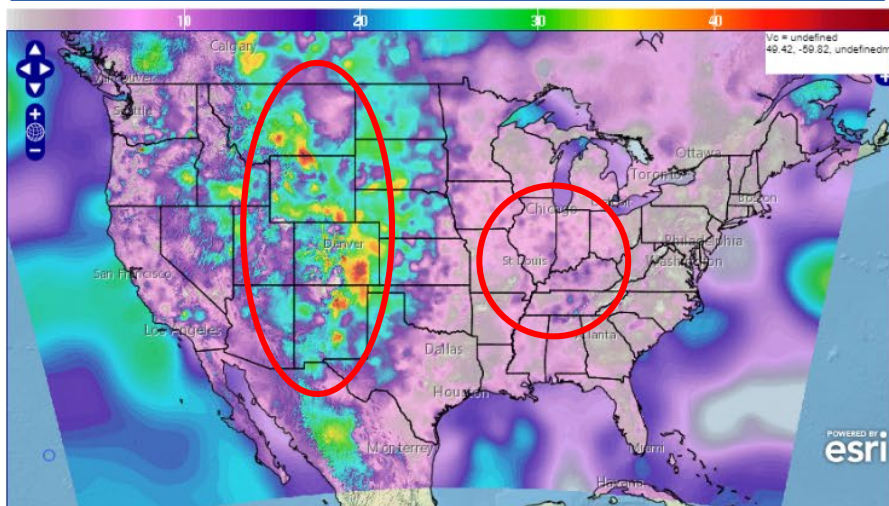 10 20 30 40
Vc = undefined
49.42, -59.82, undefinedm
Calgary
Vancouver
Seattle
Ottawa
Toronto
Boston
Chicago
Detroit
Denver
Philadelphia
St Louis
Washington
San Francisco
Los Angeles
Atlanta
Dallas
Houston
POWERED BY
esri
Monterrey
Miami
Havana